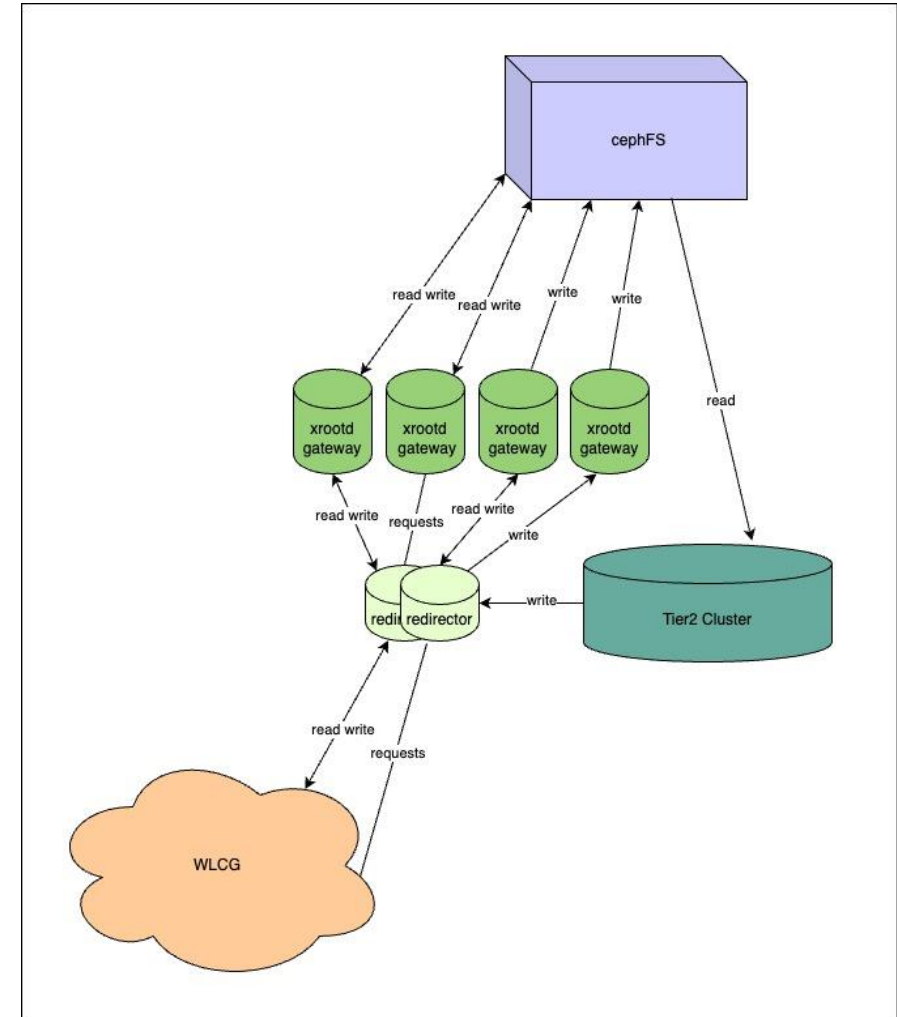 cephFS
read write
read write
write
write
read
xrootd
gateway
xrootd
gateway
xrootd
gateway
xrootd
gateway
read write
requests
read write
write
redir
redirector
write
Tier2 Cluster
read write
requests
WLCG